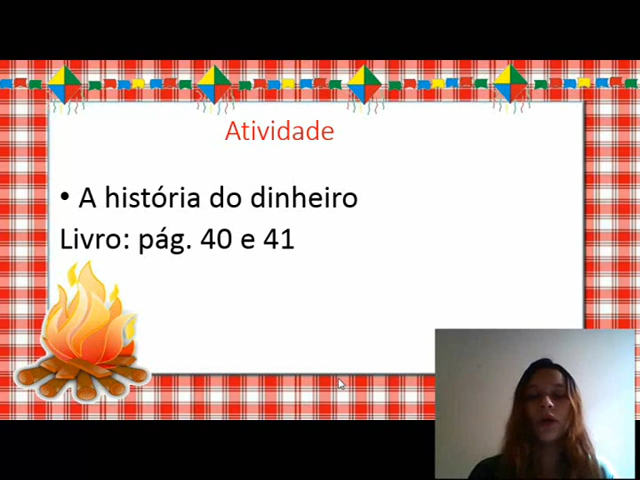 Atividade
• A história do dinheiro
Livro: pág. 40 e 41